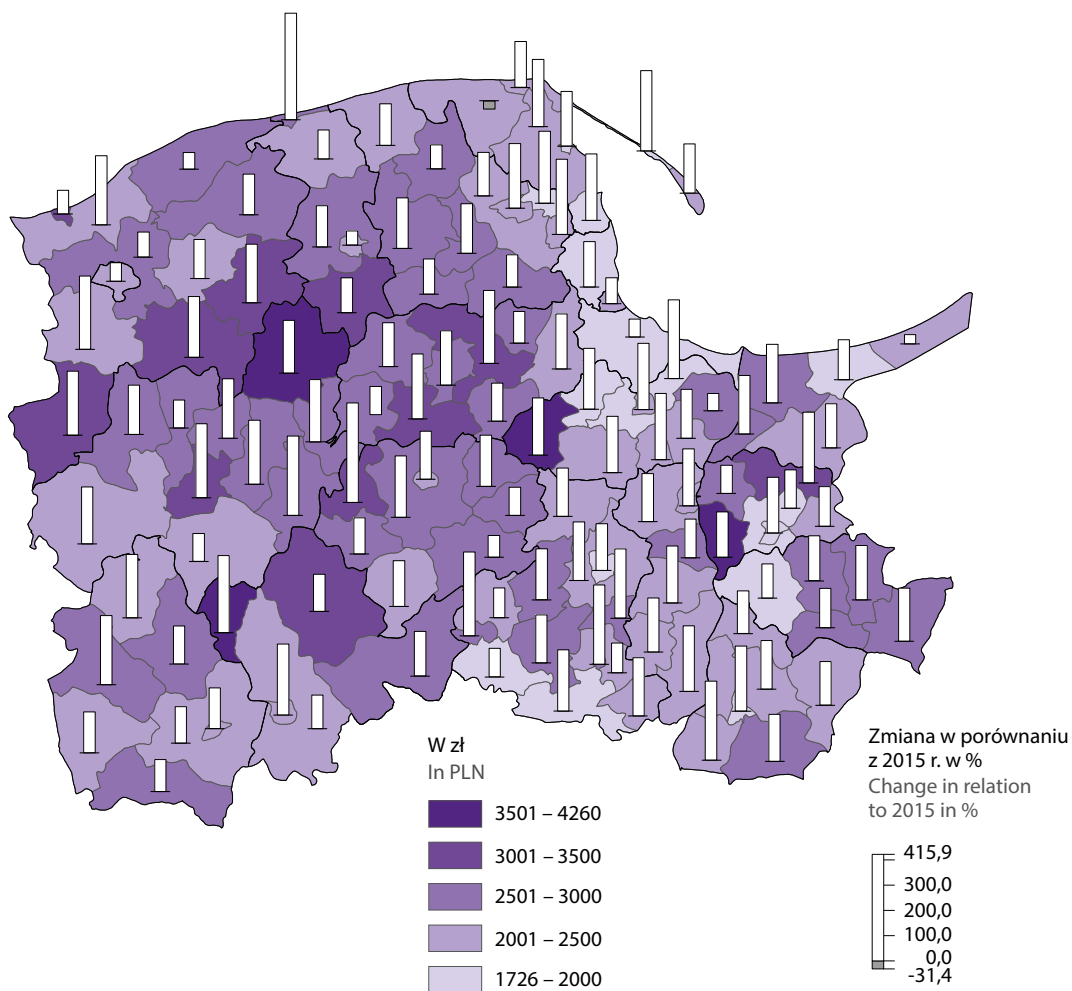 W zł
In PLN
3501 – 4260
3001 – 3500
2501 – 3000
2001 – 2500
1726 – 2000
Zmiana w porównaniu
z 2015 r. w %
Change in relation
to 2015 in %
415,9
300,0
200,0
100,0
0,0
-31,4